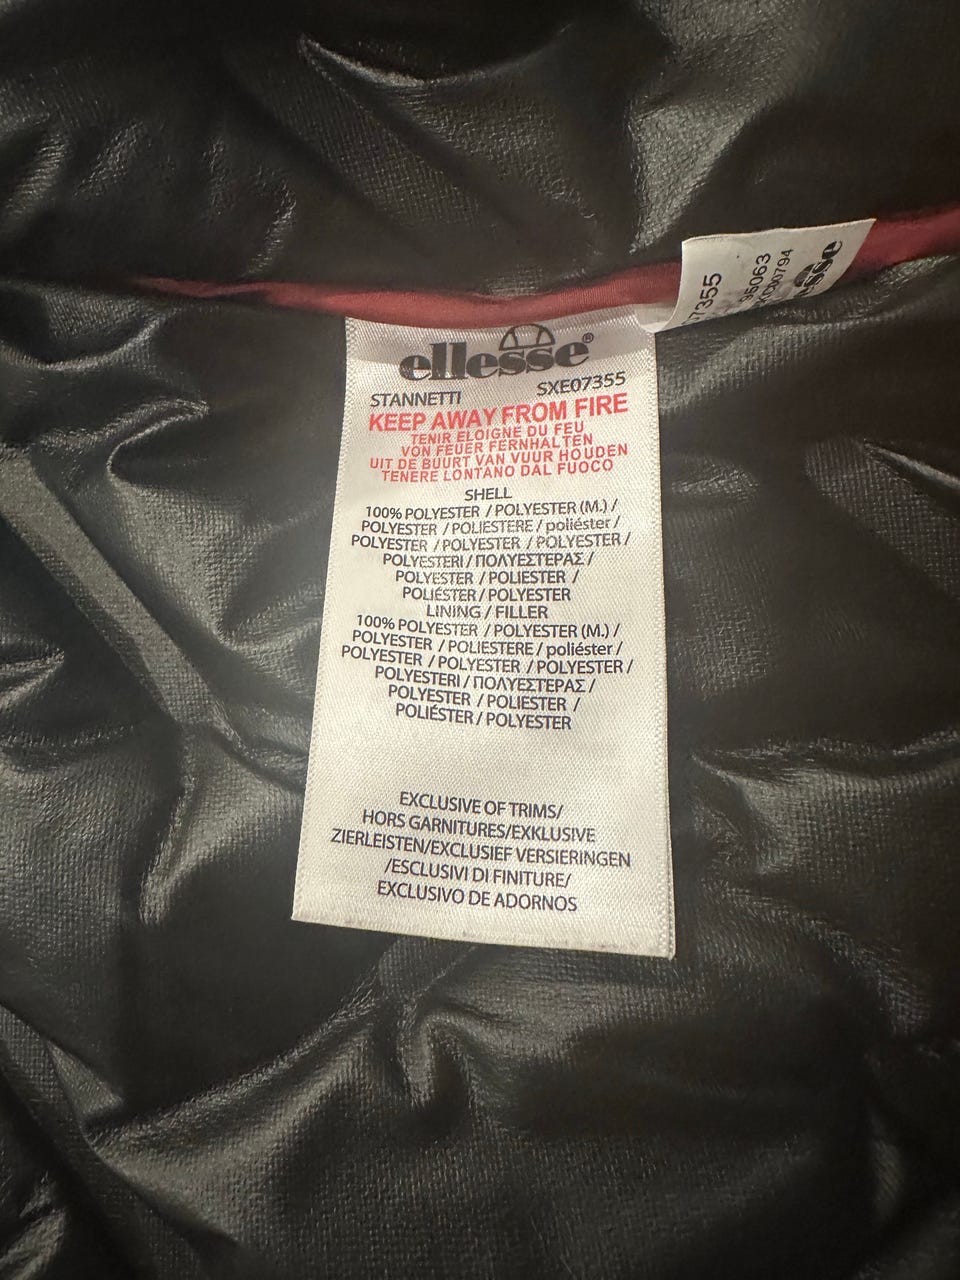 ellesse®
STANNETTI SXE07355
KEEP AWAY FROM FIRE
TENIR ELOIGNE DU FEU
VON FEUER FERNHALTEN
UIT DE BUURT VAN VUUR HOUDEN
TENERE LONTANO DAL FUOCO
SHELL
100% POLYESTER / POLYESTER (M.) /
POLYESTER / POLIESTERE / poliéster /
POLYESTER / POLYESTER / POLYESTER /
POLYESTERI / ΠΟΛΥΕΣΤΕΡΑΣ /
POLYESTER / POLIESTER /
POLIÉSTER / POLYESTER
LINING / FILLER
100% POLYESTER / POLYESTER (M.) /
POLYESTER / POLIESTERE / poliéster /
POLYESTER / POLYESTER / POLYESTER /
POLYESTERI / ΠΟΛΥΕΣΤΕΡΑΣ /
POLYESTER / POLIESTER /
POLIÉSTER / POLYESTER
EXCLUSIVE OF TRIMS/
HORS GARNITURES/EXKLUSIVE
ZIERLEISTEN/EXCLUSIEF VERSIERINGEN
/ESCLUSIVI DI FINITURE/
EXCLUSIVO DE ADORNOS
7355
95063